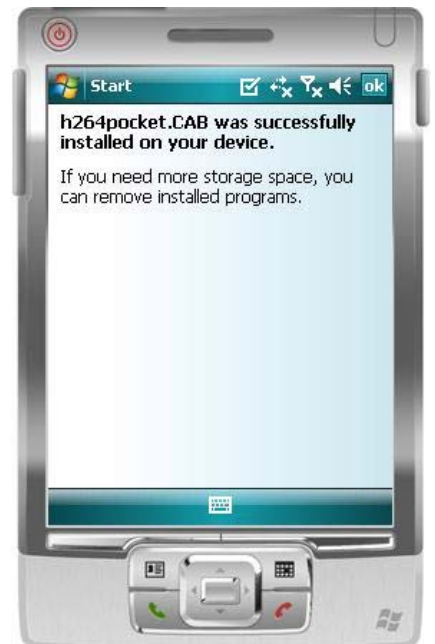 Start
ok
h264pocket.CAB was successfully
installed on your device.
If you need more storage space, you
can remove installed programs.